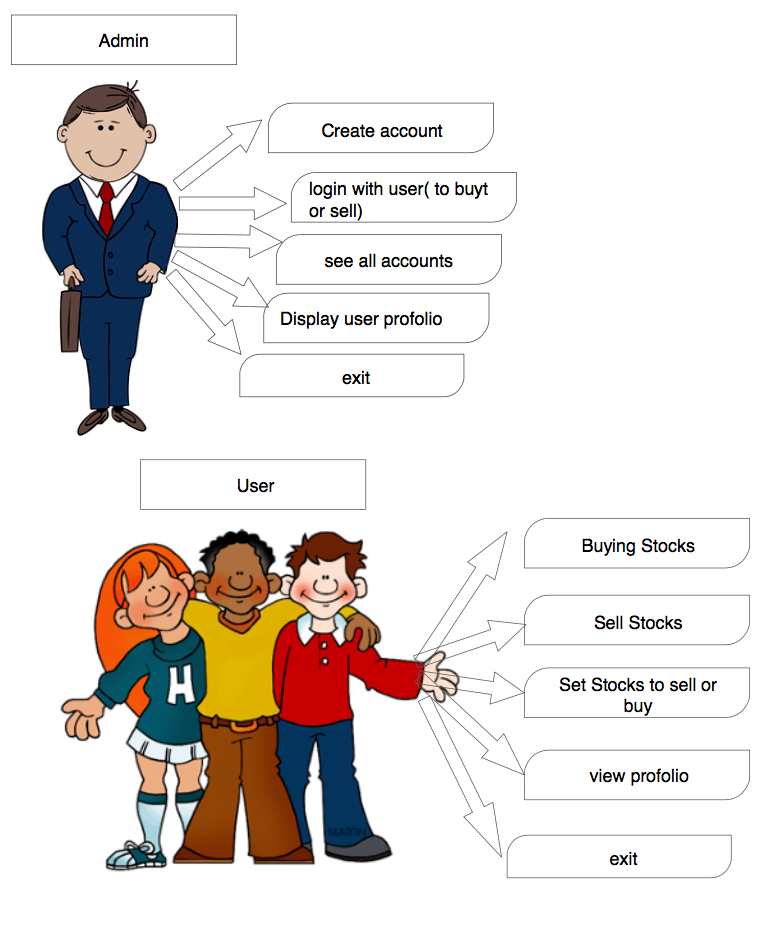 Admin
Create account
login with user( to buyt
or sell)
see all accounts
Display user profolio
exit
User
Buying Stocks
Sell Stocks
Set Stocks to sell or
buy
view profolio
exit
H
MARTIN